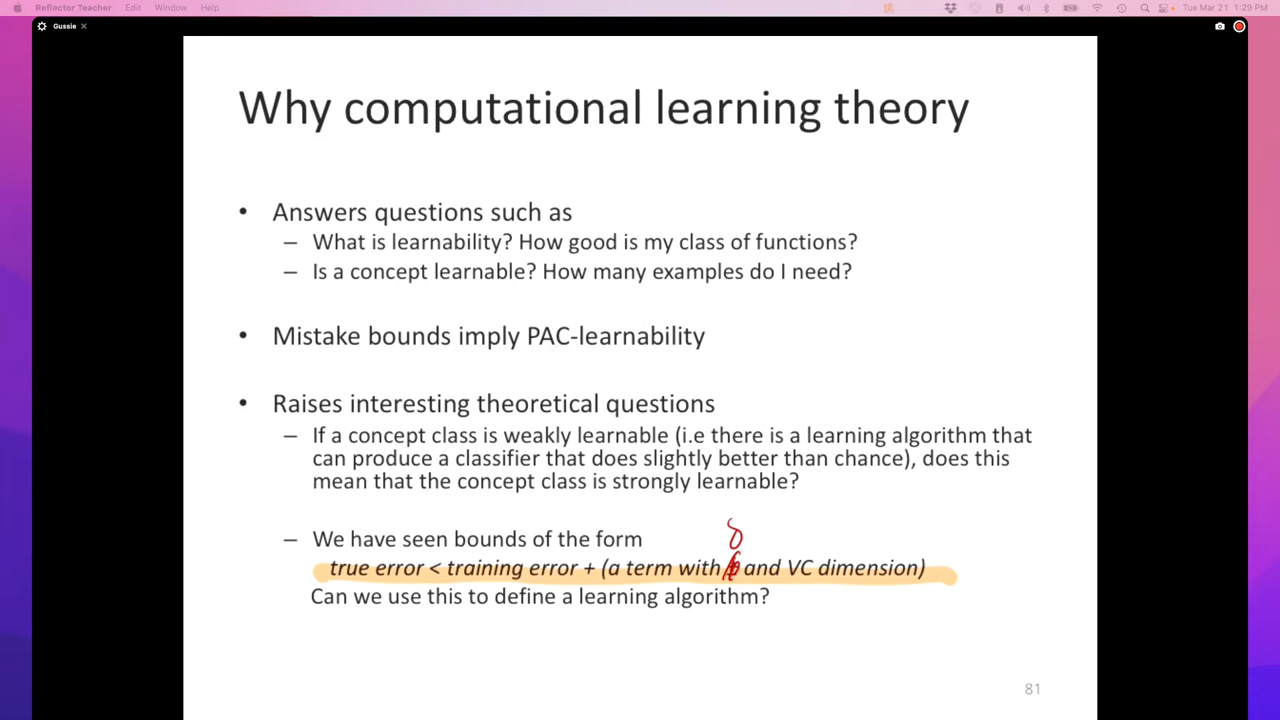 Reflector Teacher Edit Window Help Tue Mar 21 1:29 PM
Gussie
Why computational learning theory
• Answers questions such as
– What is learnability? How good is my class of functions?
– Is a concept learnable? How many examples do I need?
• Mistake bounds imply PAC-learnability
• Raises interesting theoretical questions
– If a concept class is weakly learnable (i.e there is a learning algorithm that
can produce a classifier that does slightly better than chance), does this
mean that the concept class is strongly learnable?
– We have seen bounds of the form
δ
true error < training error + (a term with and VC dimension)
Can we use this to define a learning algorithm?
81